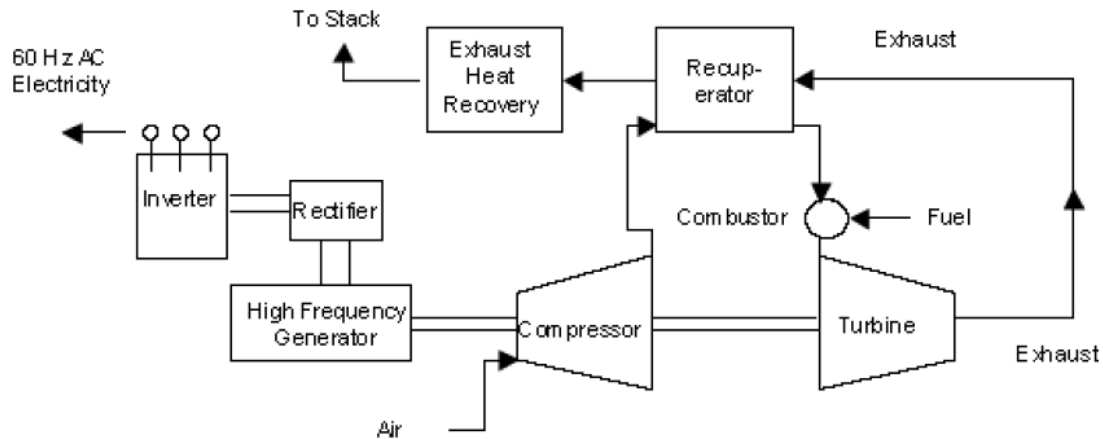 To Stack
60 Hz AC
Electricity
Exhaust
Heat
Recovery
Recup-
erator
Exhaust
Inverter
Rectifier
Combustor
Fuel
High Frequency
Generator
Compressor
Turbine
Exhaust
Air